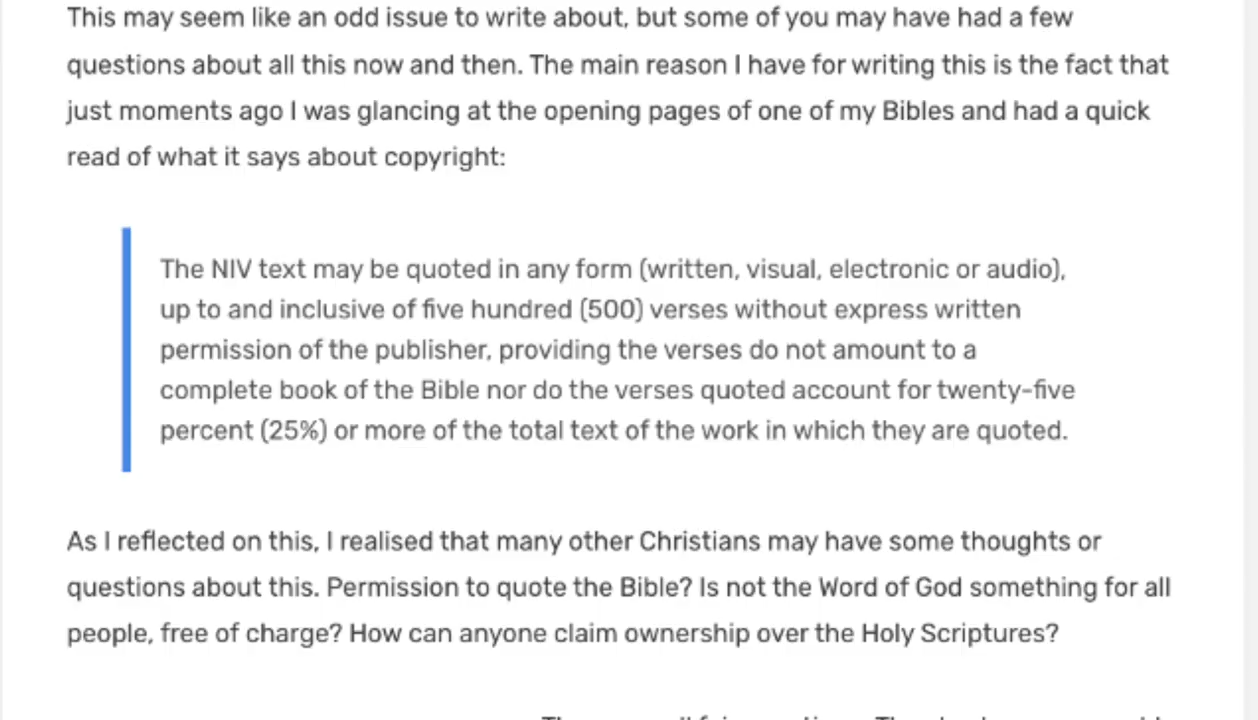 This may seem like an odd issue to write about, but some of you may have had a few
questions about all this now and then. The main reason I have for writing this is the fact that
just moments ago I was glancing at the opening pages of one of my Bibles and had a quick
read of what it says about copyright:
The NIV text may be quoted in any form (written, visual, electronic or audio),
up to and inclusive of five hundred (500) verses without express written
permission of the publisher, providing the verses do not amount to a
complete book of the Bible nor do the verses quoted account for twenty-five
percent (25%) or more of the total text of the work in which they are quoted.
As I reflected on this, I realised that many other Christians may have some thoughts or
questions about this. Permission to quote the Bible? Is not the Word of God something for all
people, free of charge? How can anyone claim ownership over the Holy Scriptures?